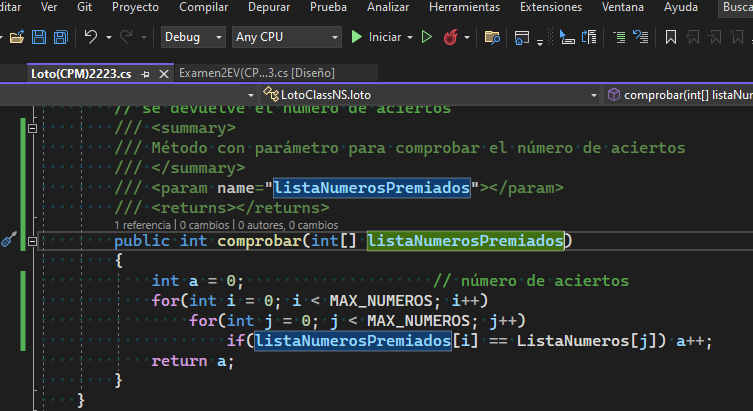 ditar Ver Git Proyecto Compilar Depurar Prueba Analizar Herramientas Extensiones Ventana Ayuda Busca
Debug Any CPU Iniciar
Loto(CPM)2223.cs Examen2EV(CP...3.cs [Diseño]
LotoClassNS.loto comprobar(int[] listaNum
// se devuelve el número de aciertos
/// <summary>
/// Método con parámetro para comprobar el número de aciertos
/// </summary>
/// <param name="listaNumerosPremiados"></param>
/// <returns></returns>
1 referencia | 0 cambios | 0 autores, 0 cambios
public int comprobar(int[] listaNumerosPremiados)
{
int a = 0; // número de aciertos
for(int i = 0; i < MAX_NUMEROS; i++)
for(int j = 0; j < MAX_NUMEROS; j++)
if(listaNumerosPremiados[i] == ListaNumeros[j]) a++;
return a;
}
}